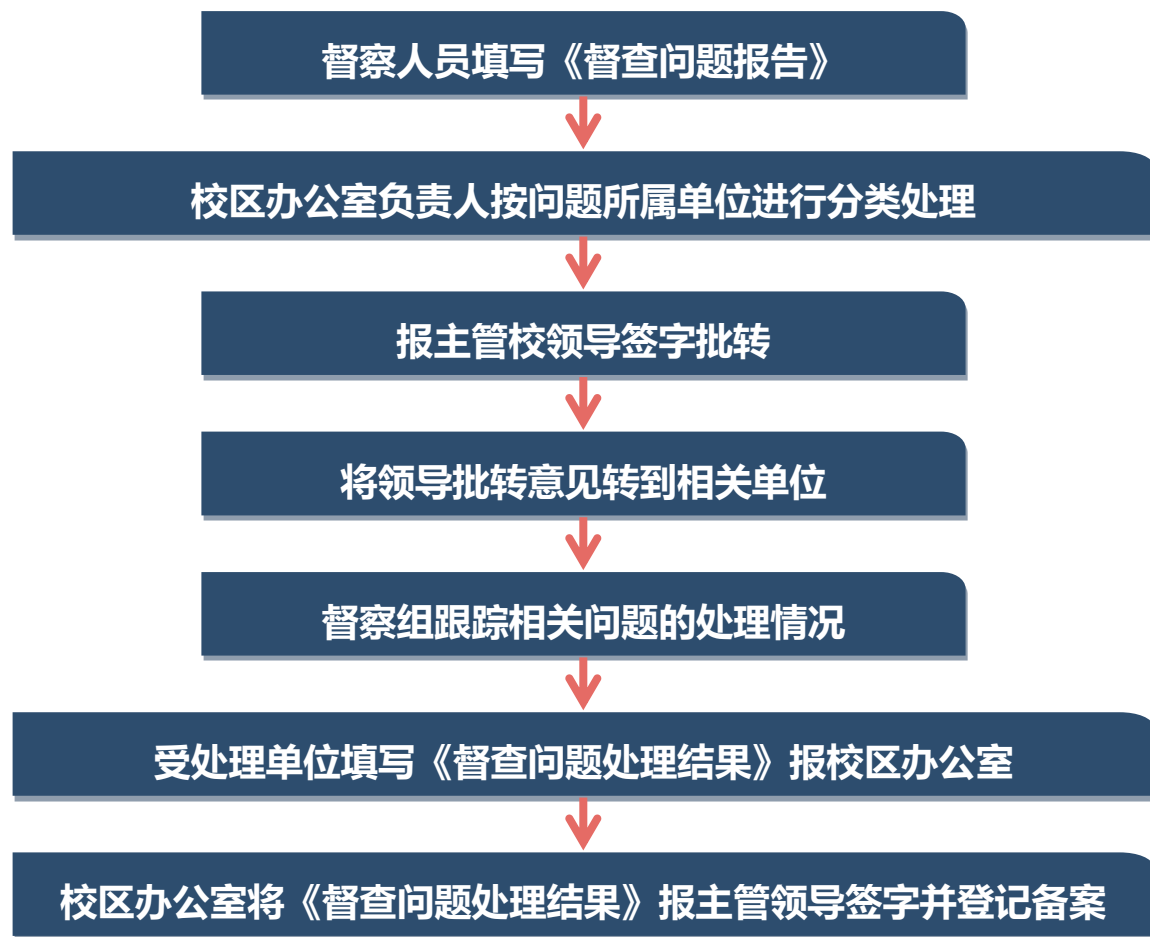 督察人员填写《督查问题报告》
校区办公室负责人按问题所属单位进行分类处理
报主管校领导签字批转
将领导批转意见转到相关单位
督察组跟踪相关问题的处理情况
受处理单位填写《督查问题处理结果》报校区办公室
校区办公室将《督查问题处理结果》报主管领导签字并登记备案